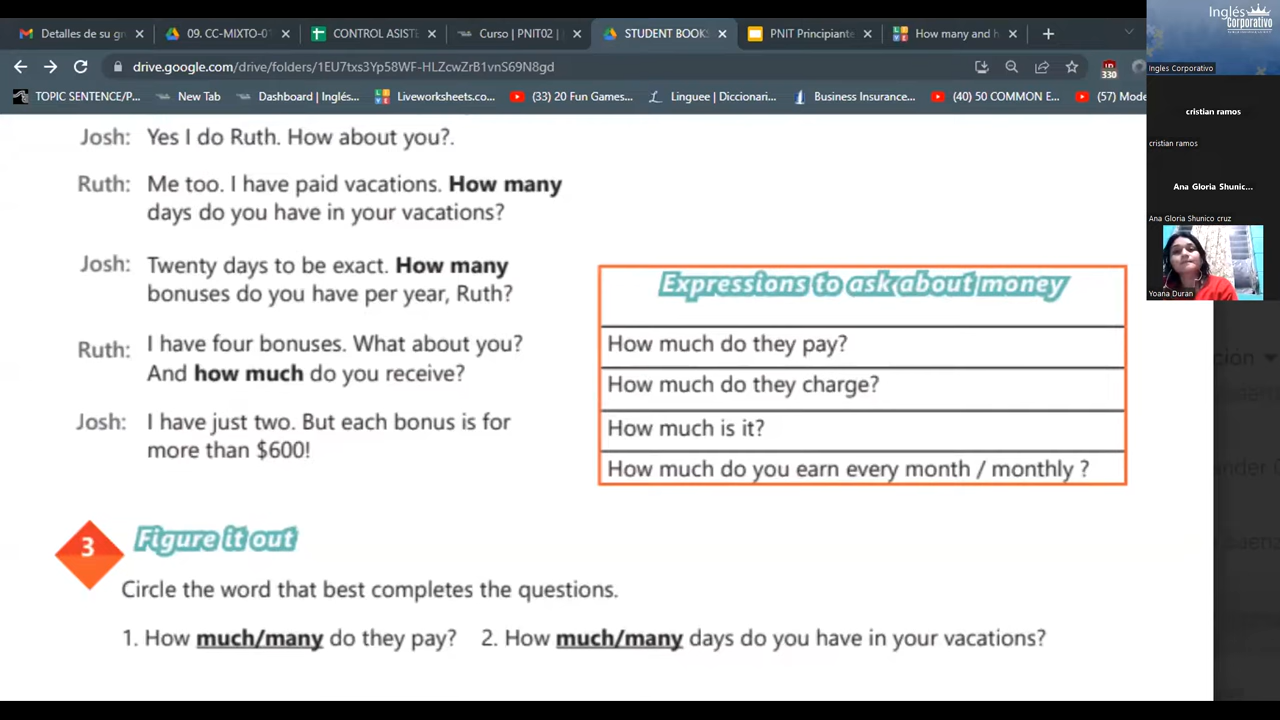 Detalles de su gr
09. CC-MIXTO-01
CONTROL ASIST
Curso | PNIT02 |
STUDENT BOOKS
PNIT Principiante
How many and h
drive.google.com/drive/folders/1EU7txs3Yp58WF-HLZcwZrB1vnS69N8gd
330
TOPIC SENTENCE/P...
New Tab
Dashboard | Inglés...
Liveworksheets.co...
(33) 20 Fun Games...
Linguee | Diccionari...
Business Insurance...
(40) 50 COMMON E...
(57) Mode
Inglés
Corporativo
Ingles Corporativo
cristian ramos
cristian ramos
Ana Gloria Shunic...
Ana Gloria Shunico cruz
Yoana Duran
Josh: Yes I do Ruth. How about you?.
Ruth: Me too. I have paid vacations. How many
days do you have in your vacations?
Josh: Twenty days to be exact. How many
bonuses do you have per year, Ruth?
Ruth: I have four bonuses. What about you?
And how much do you receive?
Josh: I have just two. But each bonus is for
more than $600!
Expressions to ask about money
How much do they pay?
How much do they charge?
How much is it?
How much do you earn every month / monthly ?
3 Figure it out
Circle the word that best completes the questions.
1. How much/many do they pay? 2. How much/many days do you have in your vacations?